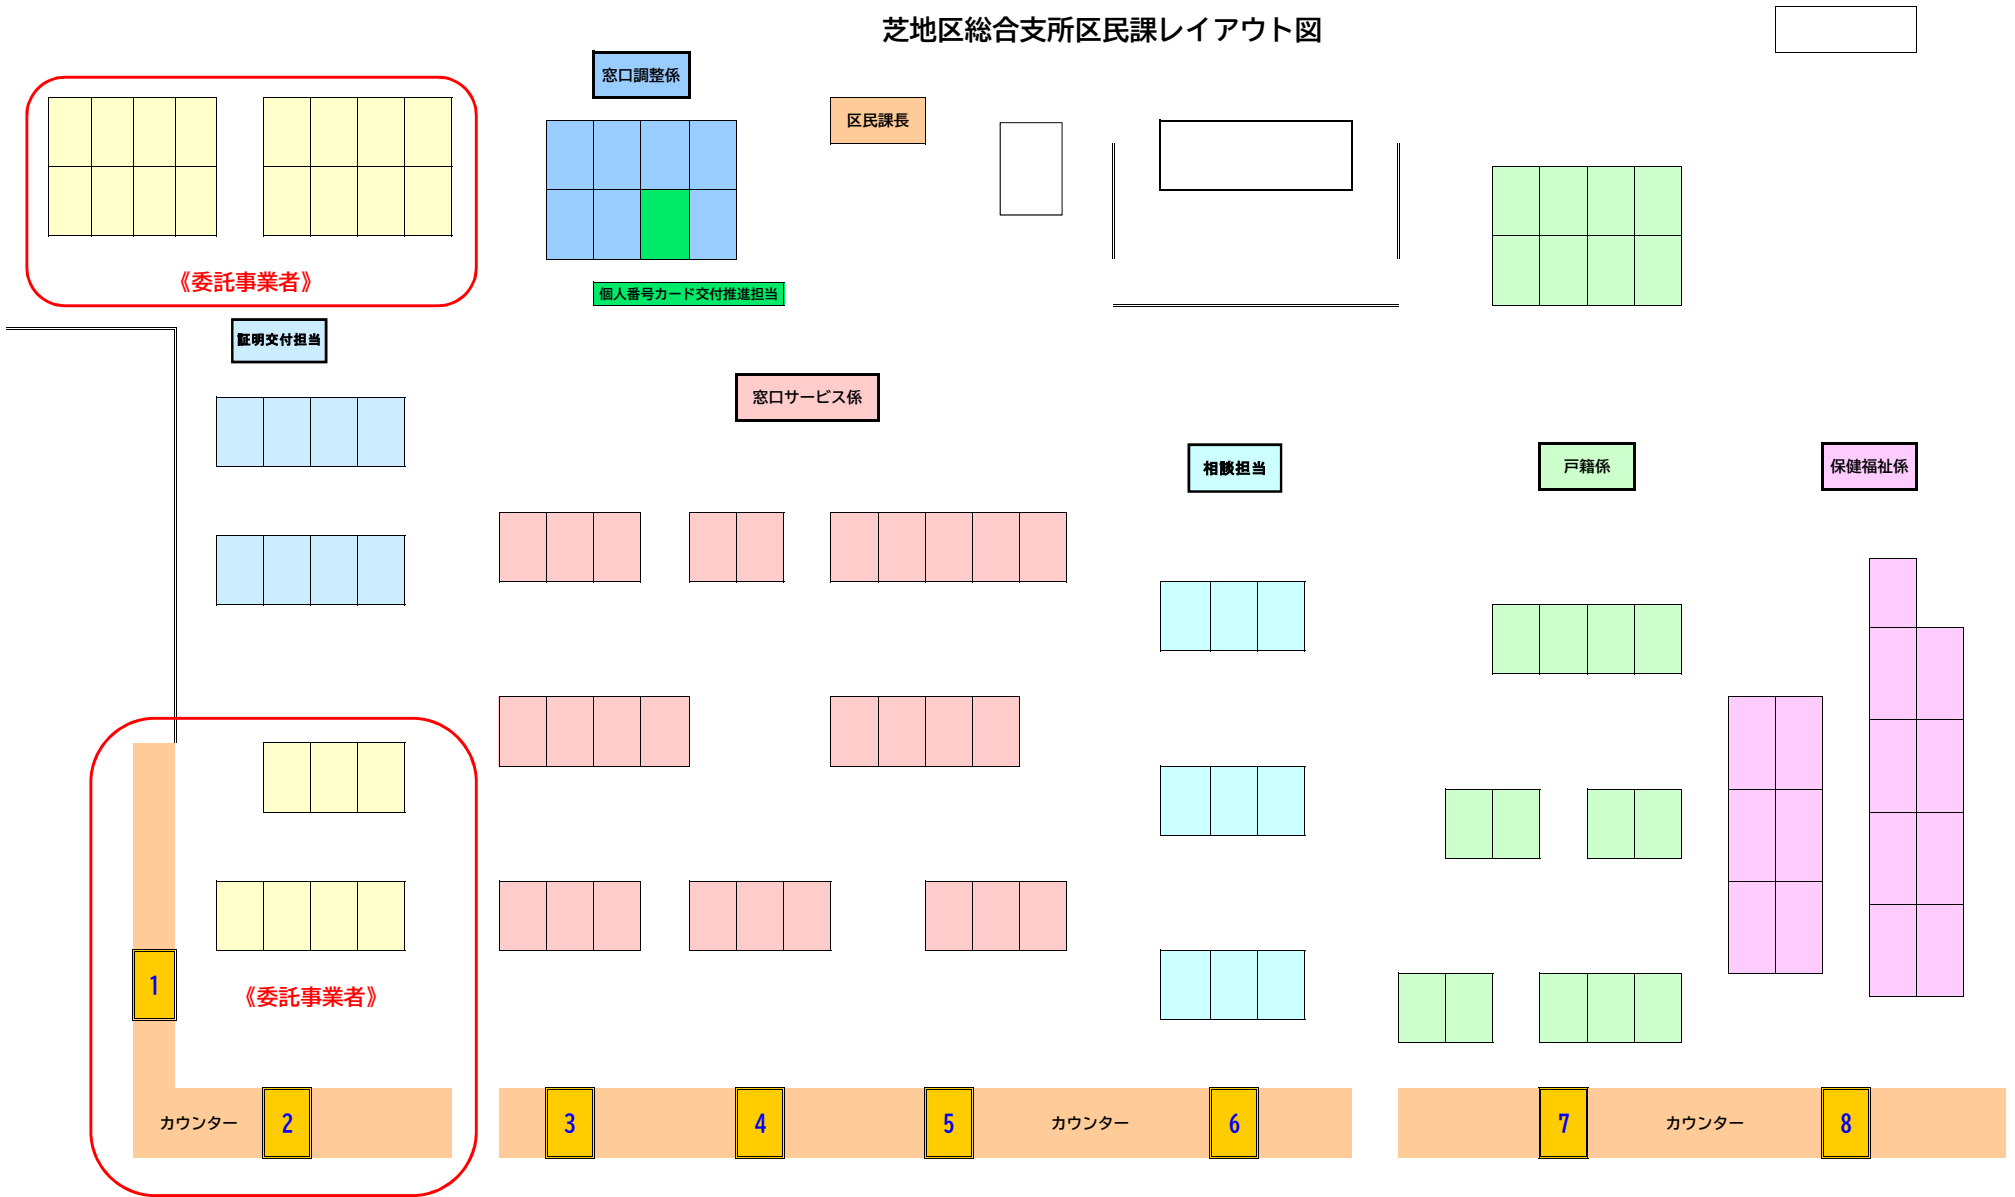 芝地区総合支所区民課レイアウト図
窓口調整係
区民課長
《委託事業者》
個人番号カード交付推進担当
証明交付担当
窓口サービス係
相談担当
戸籍係
保健福祉係
1
《委託事業者》
カウンター
2
3
4
5
カウンター
6
7
カウンター
8